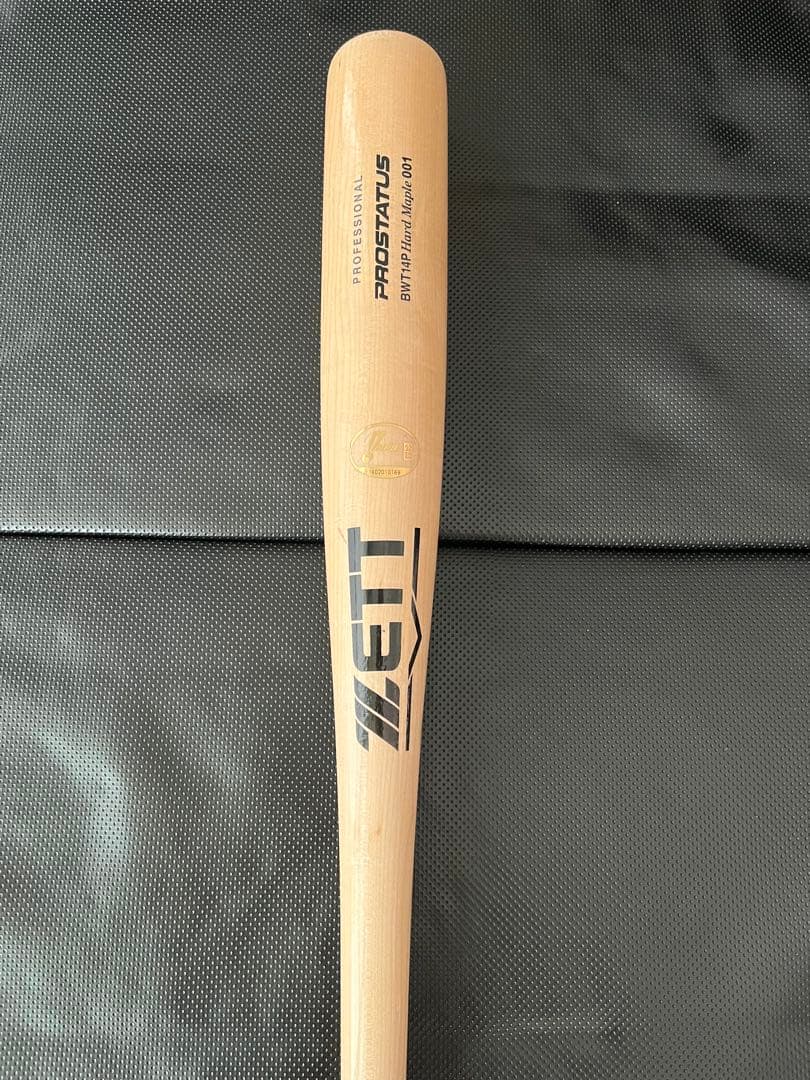 PROFESSIONAL
PROSTATUS
BWT14P Hard Maple 001
ZETT